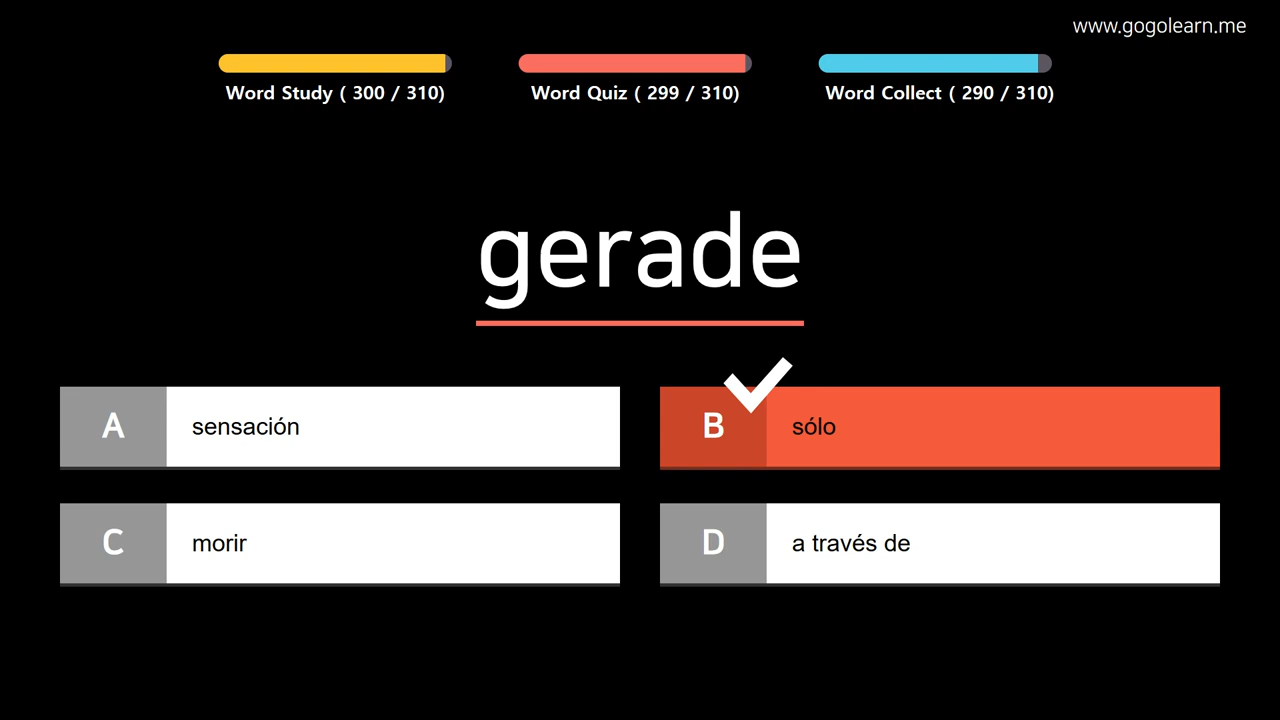 www.gogolearn.me
Word Study ( 300 / 310)
Word Quiz ( 299 / 310)
Word Collect ( 290 / 310)
gerade
A sensación
B sólo
C morir
D a través de